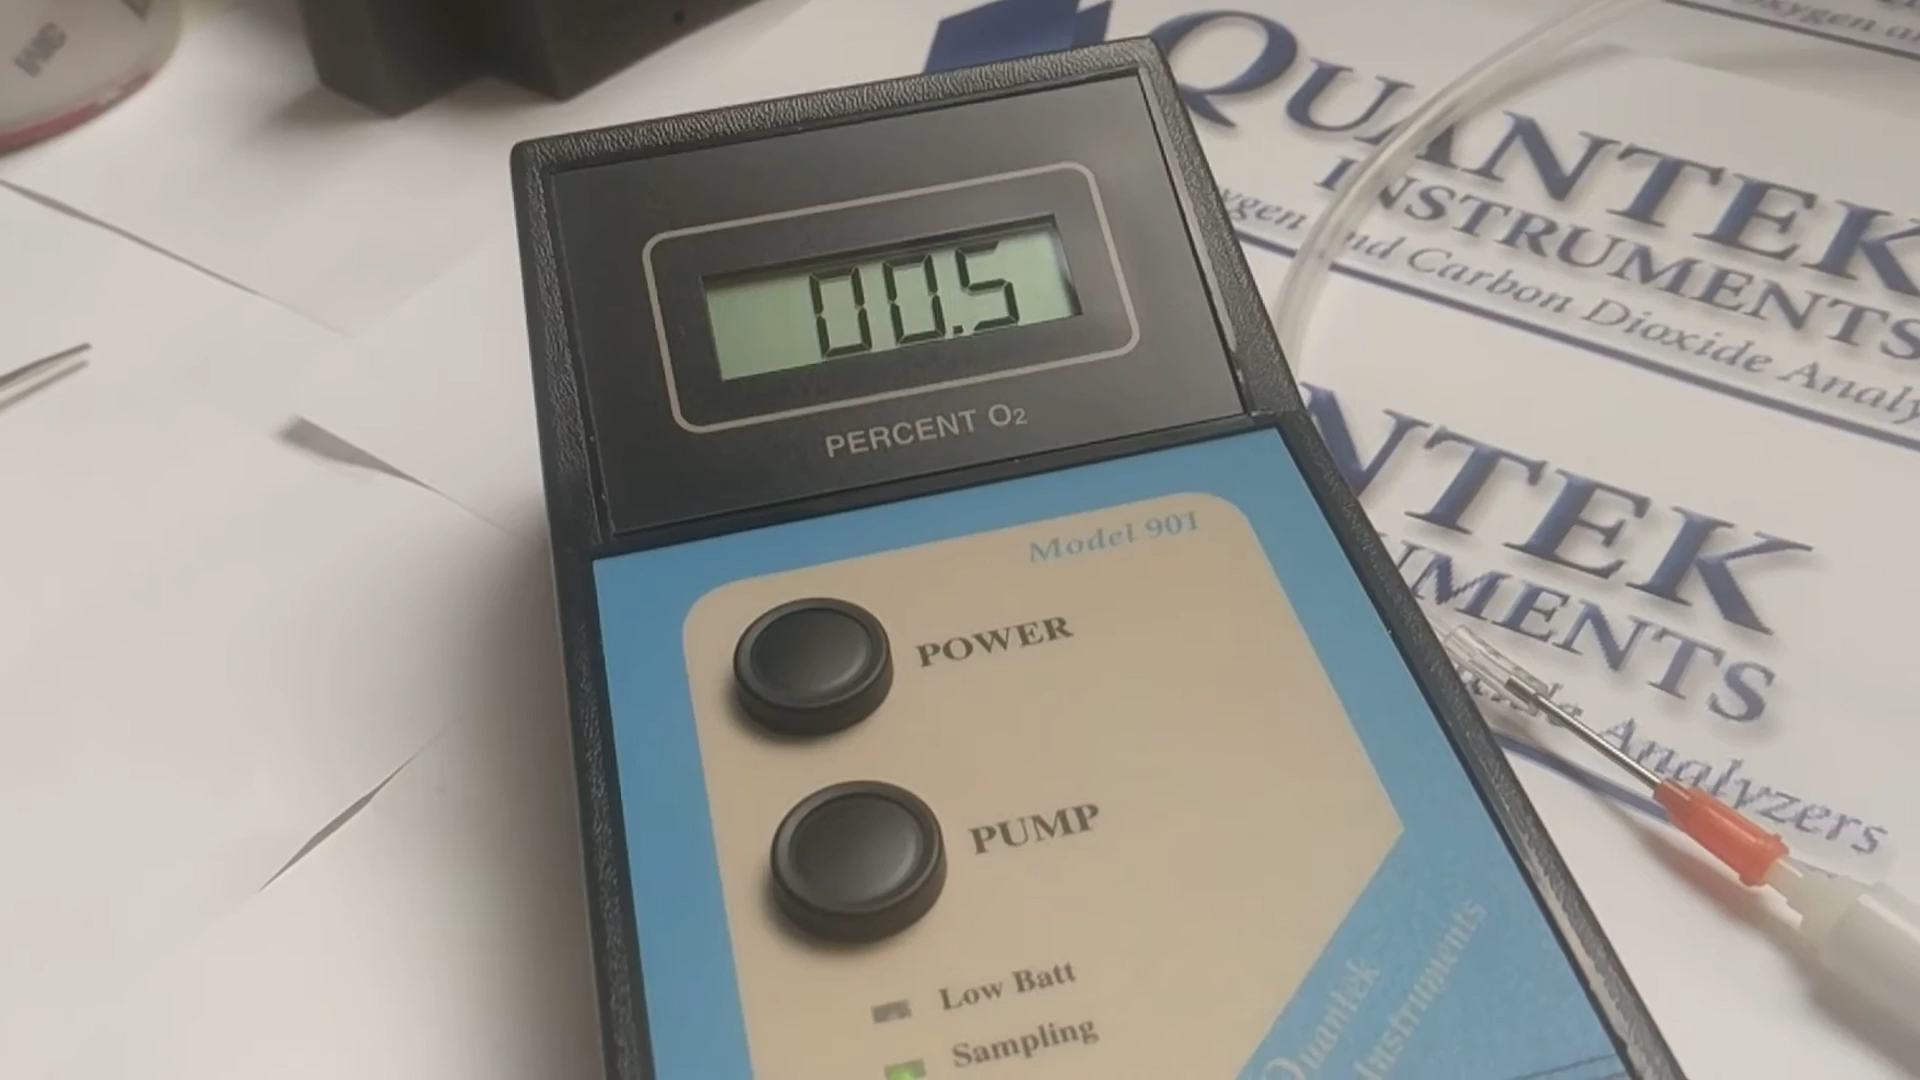 00.5
PERCENT O2
Model 901
POWER
PUMP
Low Batt
Sampling
Quantek
Instruments
QUANTEK
INSTRUMENTS
and Carbon Dioxide
NTEK
UMENTS
Analyzers